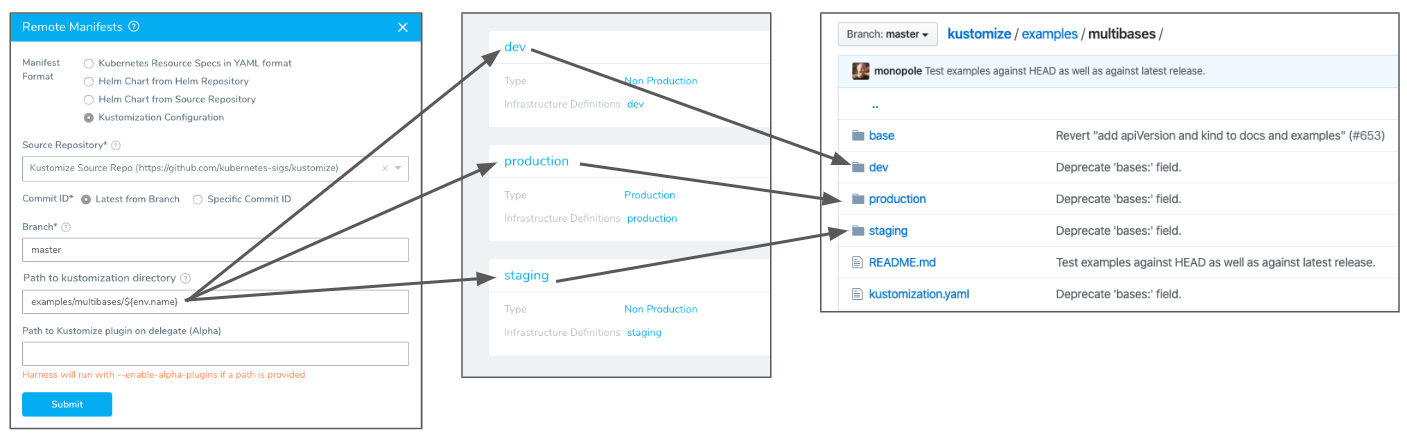 Remote Manifests ?
Manifest Format
Kubernetes Resource Specs in YAML format
Helm Chart from Helm Repository
Helm Chart from Source Repository
Kustomization Configuration
Source Repository* ?
Kustomize Source Repo (https://github.com/kubernetes-sigs/kustomize)
Commit ID* Latest from Branch Specific Commit ID
Branch* ?
master
Path to kustomization directory ?
examples/multibases/${env.name}
Path to Kustomize plugin on delegate (Alpha)
Harness will run with --enable-alpha-plugins if a path is provided
Submit
dev
Type Non Production
Infrastructure Definitions dev
production
Type Production
Infrastructure Definitions production
staging
Type Non Production
Infrastructure Definitions staging
Branch: master kustomize / examples / multibases /
monopole Test examples against HEAD as well as against latest release.
..
base Revert "add apiVersion and kind to docs and examples" (#653)
dev Deprecate 'bases:' field.
production Deprecate 'bases:' field.
staging Deprecate 'bases:' field.
README.md Test examples against HEAD as well as against latest release.
kustomization.yaml Deprecate 'bases:' field.